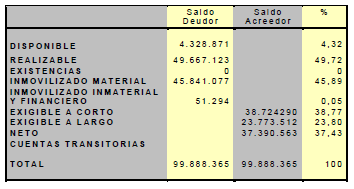 Saldo Deudor Saldo Acreedor %
DISPONIBLE 4.328.871 4,32
REALIZABLE 49.667.123 49,72
EXISTENCIAS 0 0
INMOVILIZADO MATERIAL 45.841.077 45,89
INMOVILIZADO INMATERIAL
Y FINANCIERO 51.294 0,05
EXIGIBLE A CORTO 38.724290 38,77
EXIGIBLE A LARGO 23.773.512 23,80
NETO 37.390.563 37,43
CUENTAS TRANSITORIAS
TOTAL 99.888.365 99.888.365 100